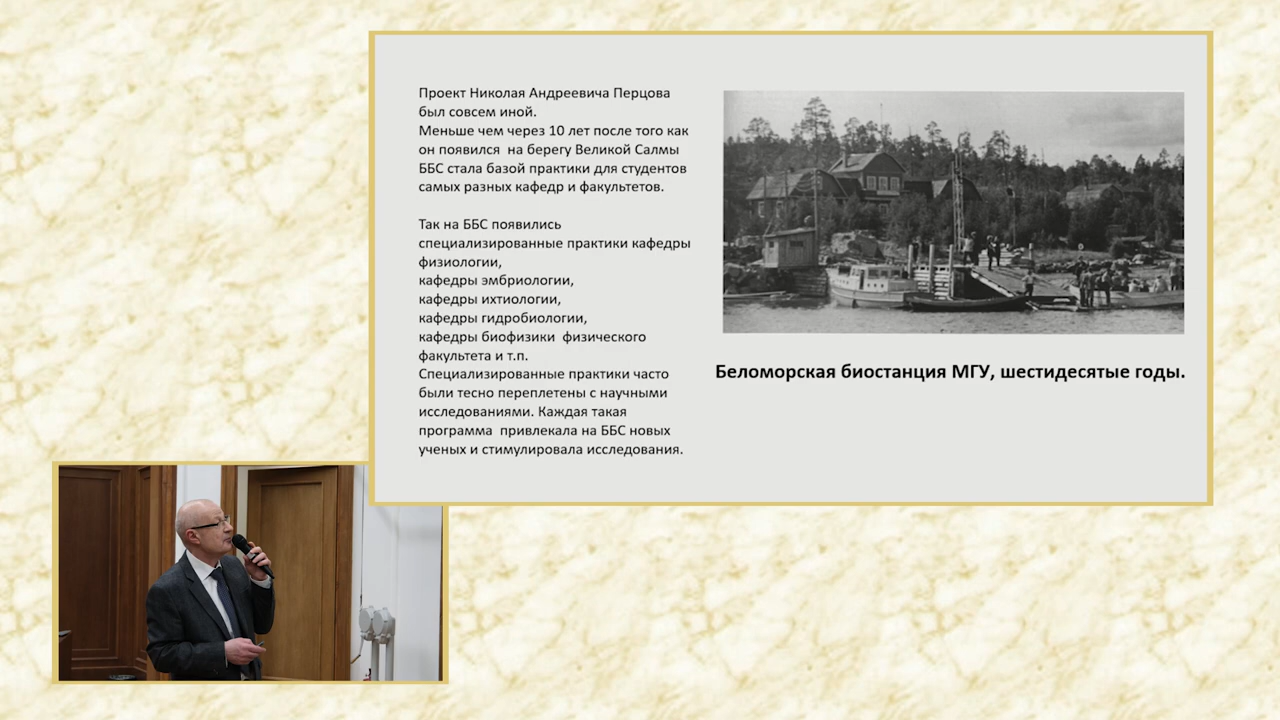 Проект Николая Андреевича Перцова
был совсем иной.
Меньше чем через 10 лет после того как
он появился на берегу Великой Салмы
ББС стала базой практики для студентов
самых разных кафедр и факультетов.
Так на ББС появились
специализированные практики кафедры
физиологии,
кафедры эмбриологии,
кафедры ихтиологии,
кафедры гидробиологии,
кафедры биофизики физического
факультета и т.п.
Специализированные практики часто
были тесно переплетены с научными
исследованиями. Каждая такая
программа привлекала на ББС новых
ученых и стимулировала исследования.
Беломорская биостанция МГУ, шестидесятые годы.